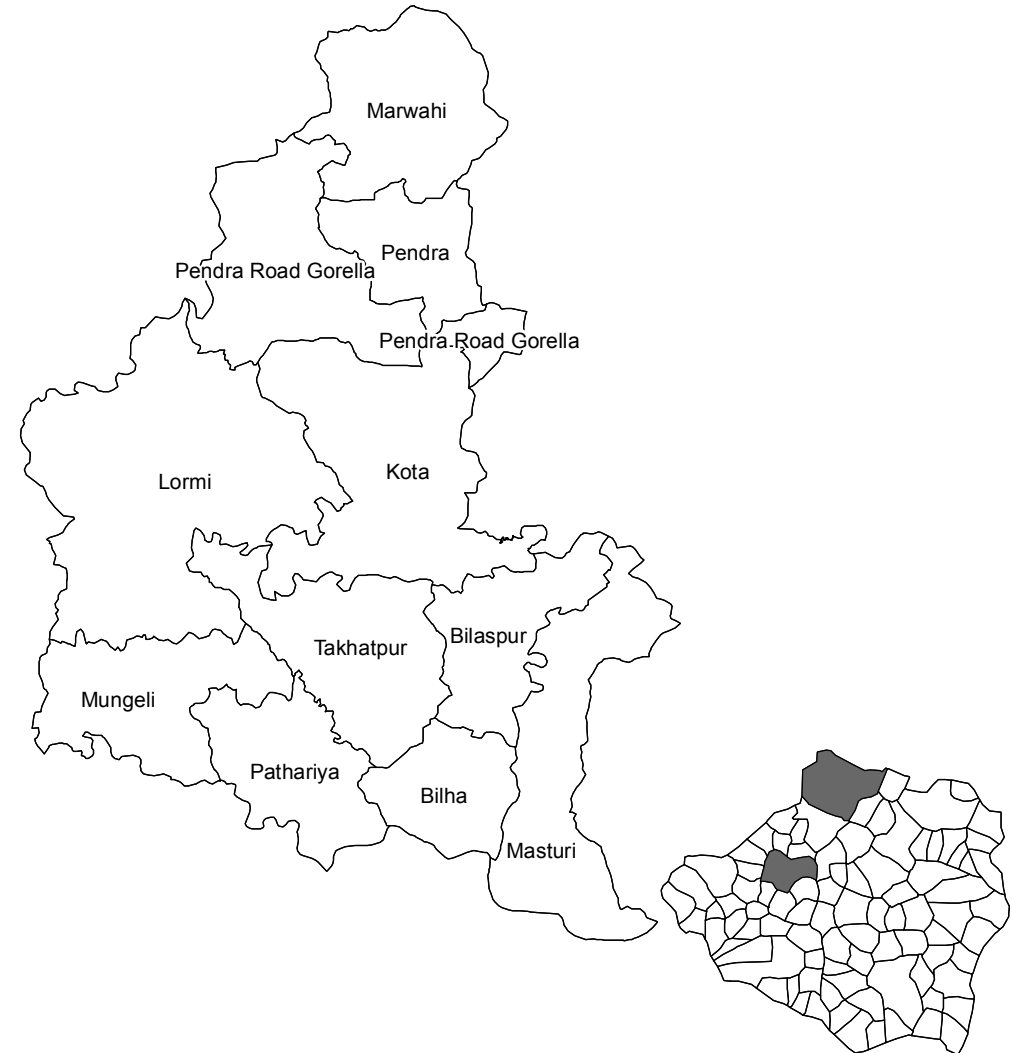 Marwahi
Pendra
Pendra Road Gorella
Pendra Road Gorella
Kota
Lormi
Bilaspur
Takhatpur
Mungeli
Pathariya
Bilha
Masturi